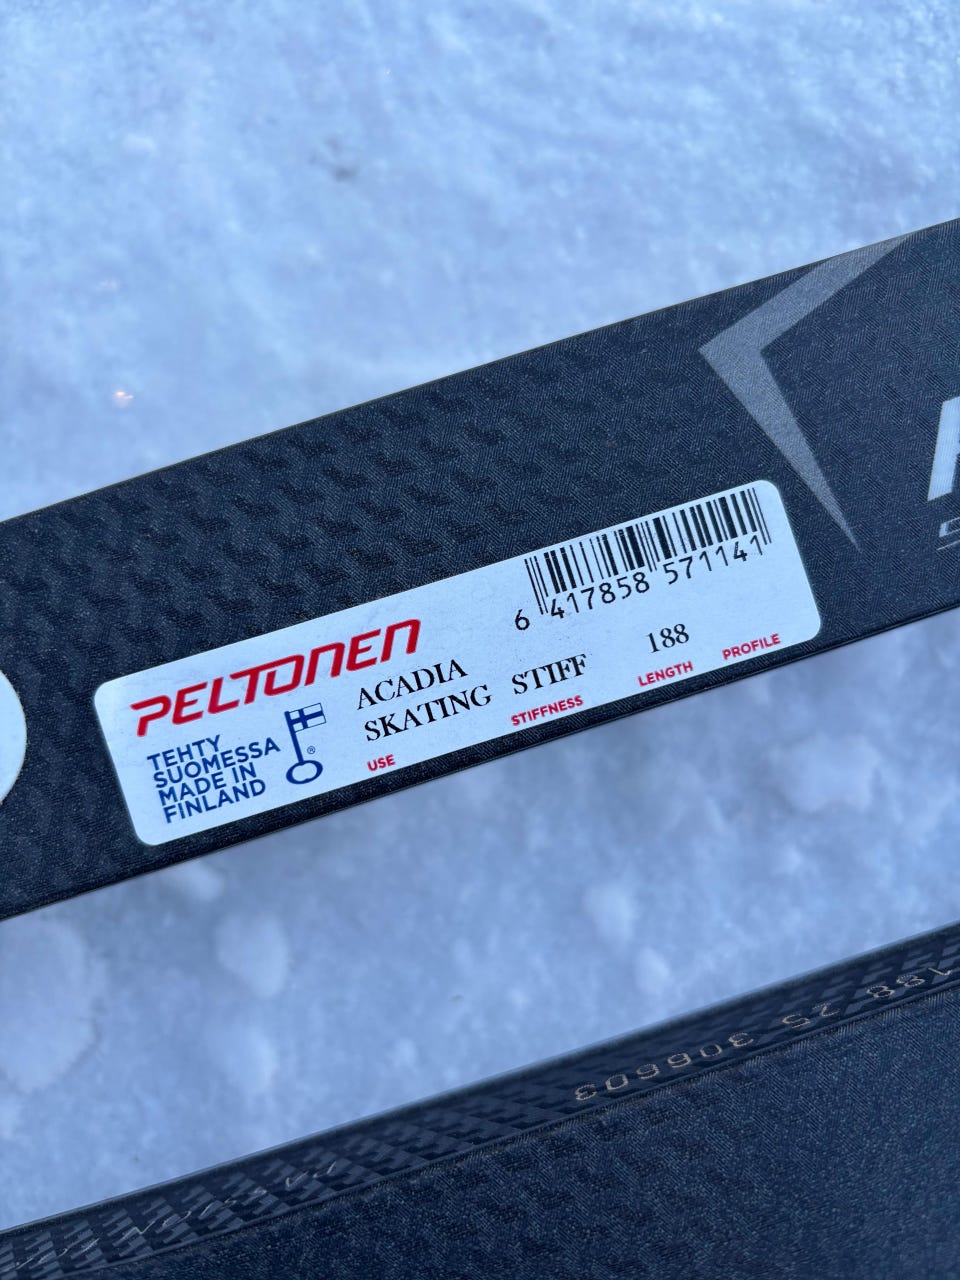 PELTONEN
TEHTY
SUOMESSA
MADE IN
FINLAND
®
ACADIA
SKATING
USE
STIFF
STIFFNESS
6 417858 571141
188
LENGTH
PROFILE
188 25 306603